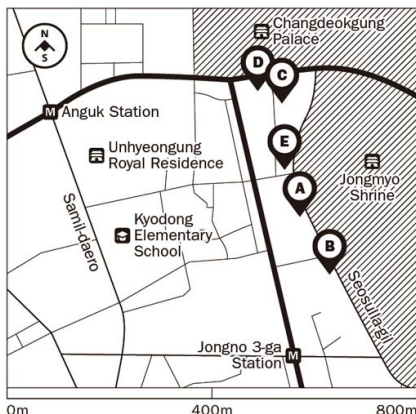 N
S
Changdeokgung
Palace
D
C
M
Anguk Station
Unhyeongung
Royal Residence
E
Jongmyo
Shrine
A
Samil-daero
Kyodong
Elementary
School
B
Seosulla-gil
Jongno 3-ga
Station
M
0m
400m
800m